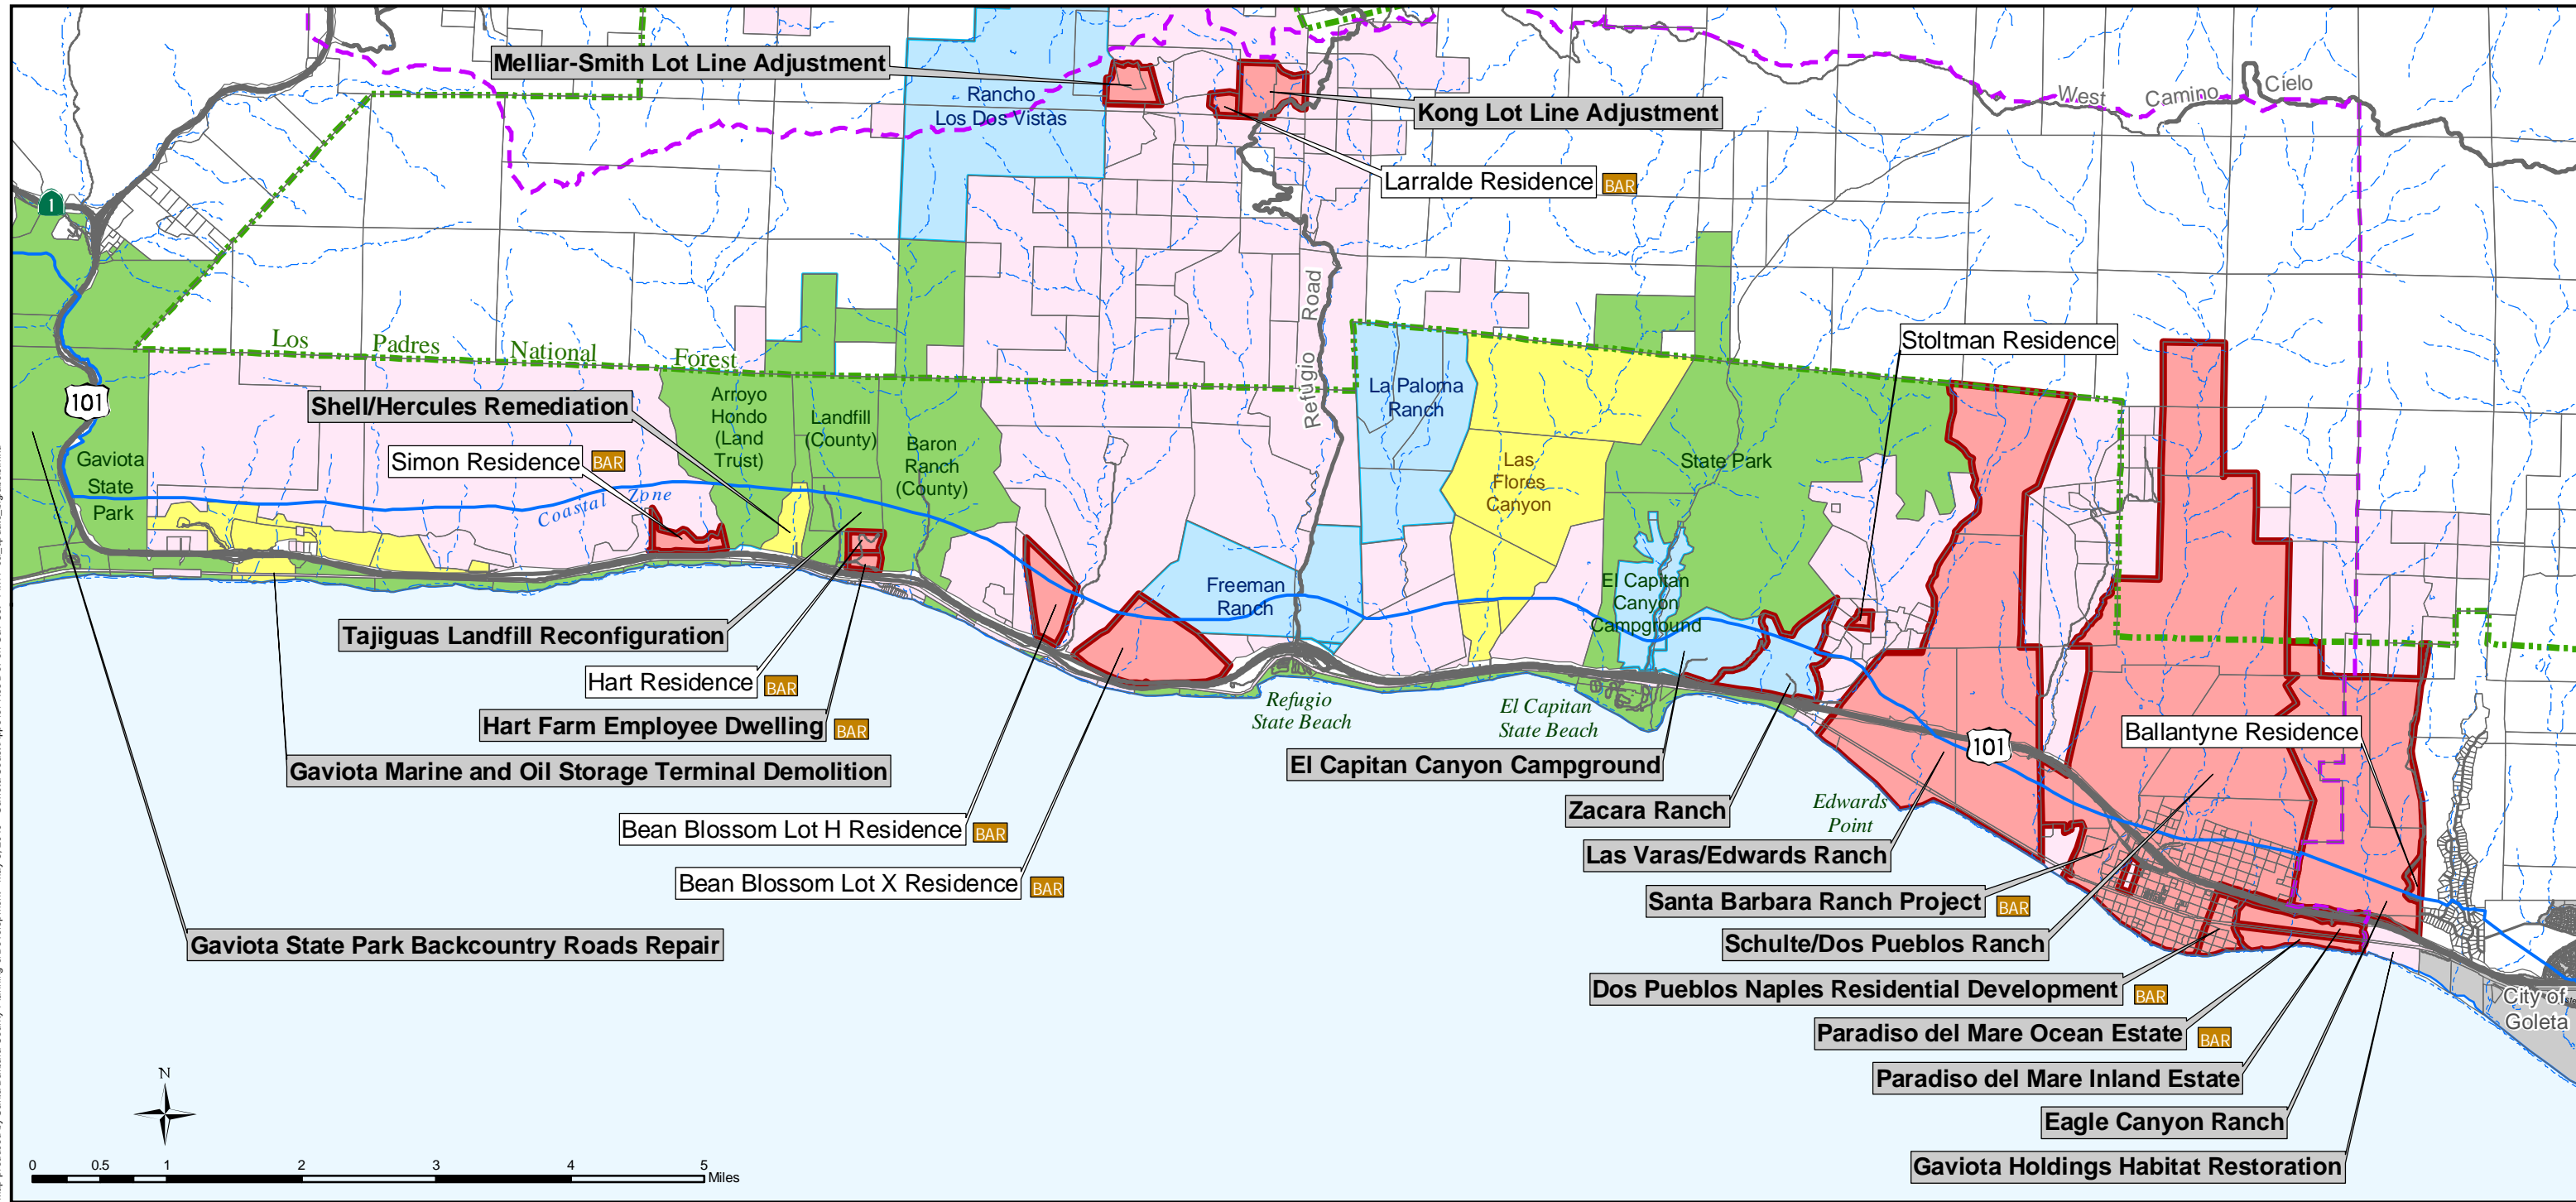 Melliar-Smith Lot Line Adjustment
Rancho
Los Dos Vistas
Kong Lot Line Adjustment
West Camino Cielo
Larralde Residence BAR
1
Refugio Road
Los Padres National Forest
Stoltman Residence
101
Shell/Hercules Remediation
Arroyo
Hondo
(Land
Trust)
Landfill
(County)
Baron
Ranch
(County)
La Paloma
Ranch
Simon Residence BAR
Gaviota
State
Park
Coastal Zone
Las
Flores
Canyon
State Park
Freeman
Ranch
El Capitan
Canyon
Campground
Tajiguas Landfill Reconfiguration
Hart Residence BAR
Hart Farm Employee Dwelling BAR
Gaviota Marine and Oil Storage Terminal Demolition
Refugio
State Beach
El Capitan
State Beach
El Capitan Canyon Campground
101
Ballantyne Residence
Zacara Ranch
Edwards
Point
Bean Blossom Lot H Residence BAR
Las Varas/Edwards Ranch
Bean Blossom Lot X Residence BAR
Santa Barbara Ranch Project BAR
Gaviota State Park Backcountry Roads Repair
Schulte/Dos Pueblos Ranch
Dos Pueblos Naples Residential Development BAR
City of
Goleta
Paradiso del Mare Ocean Estate BAR
Paradiso del Mare Inland Estate
Eagle Canyon Ranch
Gaviota Holdings Habitat Restoration
N
0 0.5 1 2 3 4 5
Miles